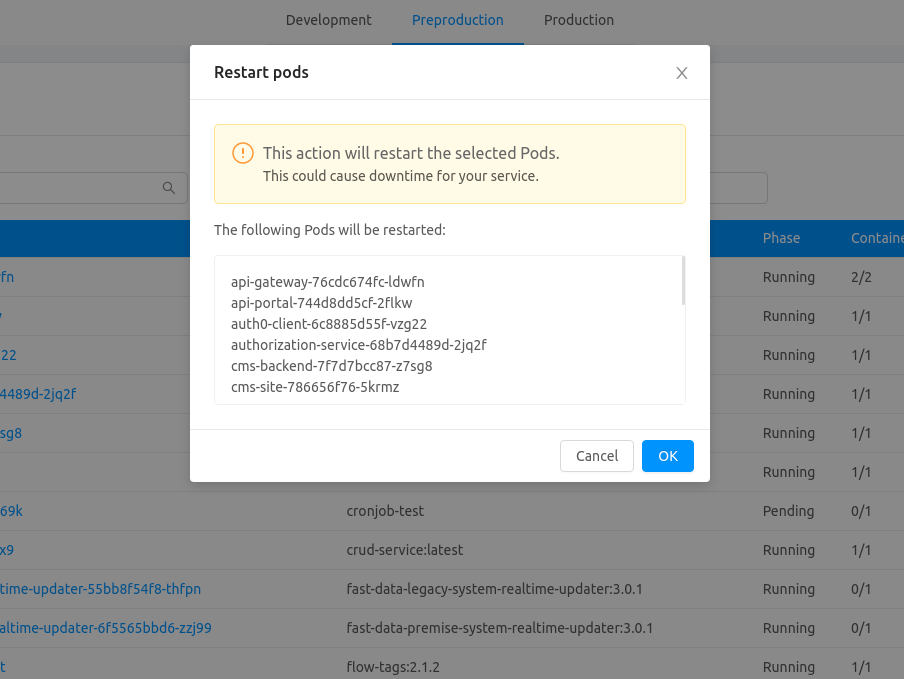 Development Preproduction Production
Restart pods
This action will restart the selected Pods.
This could cause downtime for your service.
The following Pods will be restarted:
api-gateway-76cdc674fc-ldwfn
api-portal-744d8dd5cf-2flkw
auth0-client-6c8885d55f-vzg22
authorization-service-68b7d4489d-2jq2f
cms-backend-7f7d7bcc87-z7sg8
cms-site-786656f76-5krmz
Cancel OK
Phase Containe
fn Running 2/2
Running 1/1
22 Running 1/1
4489d-2jq2f Running 1/1
sg8 Running 1/1
Running 1/1
69k cronjob-test Pending 0/1
x9 crud-service:latest Running 1/1
time-updater-55bb8f54f8-thfpn fast-data-legacy-system-realtime-updater:3.0.1 Running 0/1
altime-updater-6f5565bbd6-zzj99 fast-data-premise-system-realtime-updater:3.0.1 Running 0/1
t flow-tags:2.1.2 Running 1/1